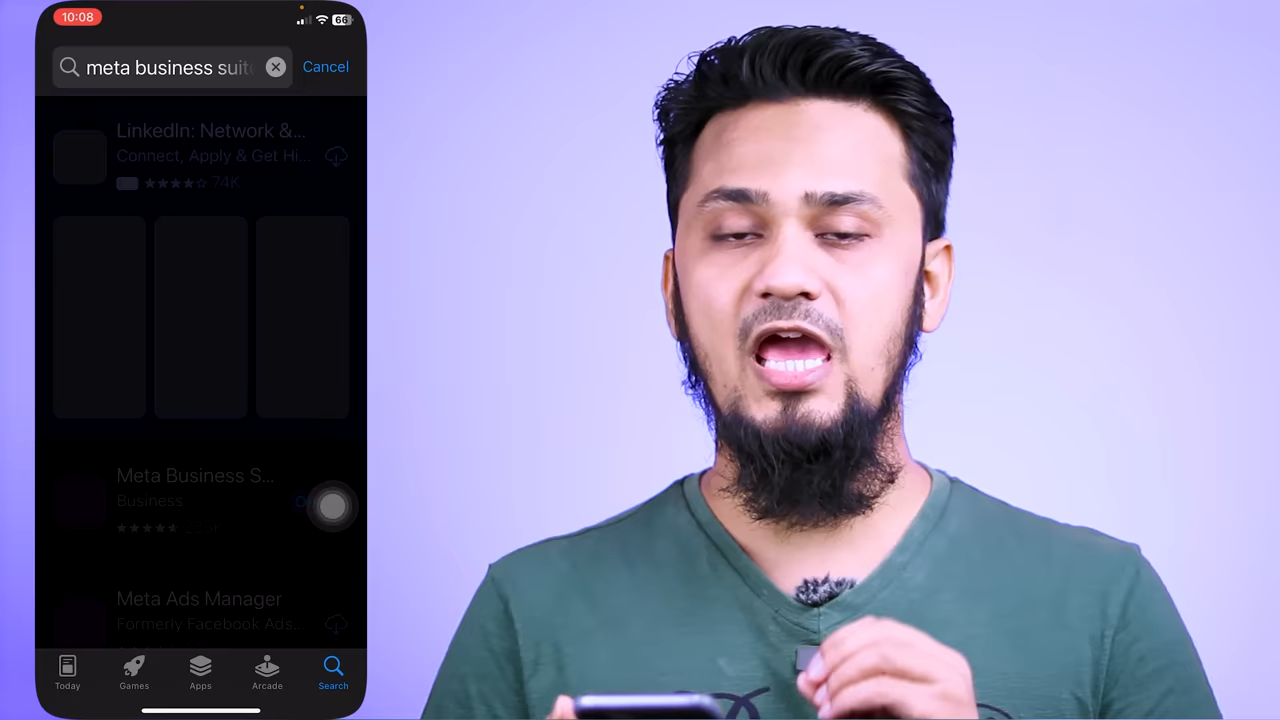 10:08
66
meta business suit
Cancel
LinkedIn: Network &...
Connect, Apply & Get Hi...
74K
Meta Business S...
Business
Meta Ads Manager
Formerly Facebook Ads...
Today
Games
Apps
Arcade
Search